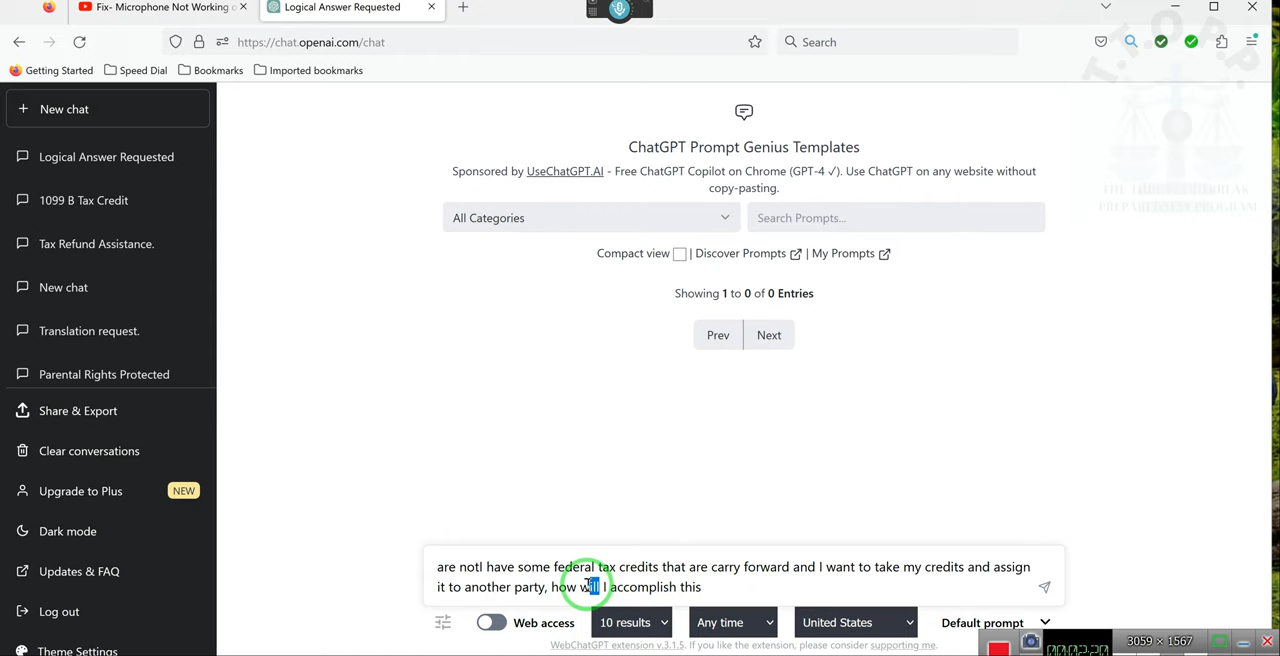 Fix- Microphone Not Working o
Logical Answer Requested
https://chat.openai.com/chat
Search
Getting Started
Speed Dial
Bookmarks
Imported bookmarks
T.O.P.P.
New chat
Logical Answer Requested
1099 B Tax Credit
Tax Refund Assistance.
New chat
Translation request.
Parental Rights Protected
Share & Export
Clear conversations
Upgrade to Plus
NEW
Dark mode
Updates & FAQ
Log out
Theme Settings
ChatGPT Prompt Genius Templates
Sponsored by UseChatGPT.AI - Free ChatGPT Copilot on Chrome (GPT-4 ✓). Use ChatGPT on any website without
copy-pasting.
All Categories
Search Prompts...
Compact view | Discover Prompts | My Prompts
Showing 1 to 0 of 0 Entries
Prev
Next
are notI have some federal tax credits that are carry forward and I want to take my credits and assign
it to another party, how will I accomplish this
Web access
10 results
Any time
United States
Default prompt
WebChatGPT extension v.3.1.5. If you like the extension, please consider supporting me.
00:02:20
3059 × 1567